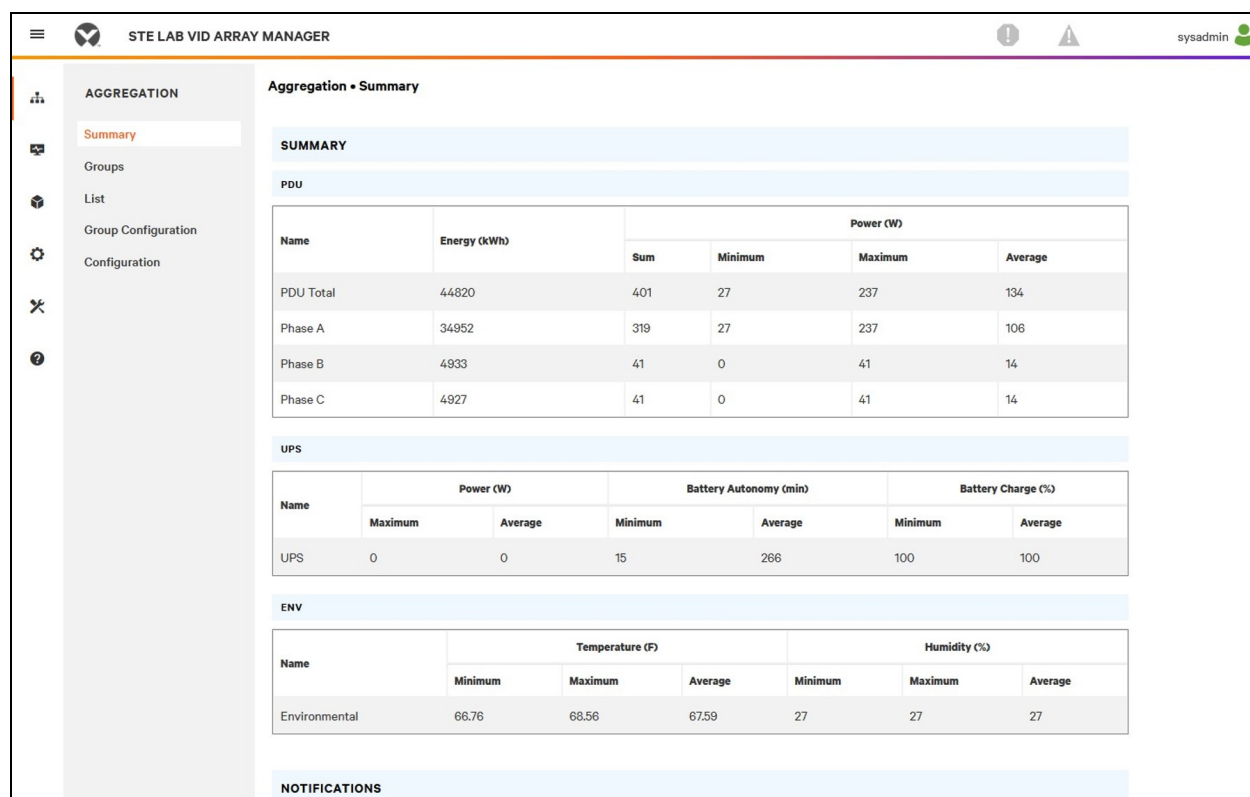 STE LAB VID ARRAY MANAGER
sysadmin
AGGREGATION
Summary
Groups
List
Group Configuration
Configuration
Aggregation • Summary
SUMMARY
PDU
Name Energy (kWh) Power (W)
Sum Minimum Maximum Average
PDU Total 44820 401 27 237 134
Phase A 34952 319 27 237 106
Phase B 4933 41 0 41 14
Phase C 4927 41 0 41 14
UPS
Name Power (W) Battery Autonomy (min) Battery Charge (%)
Maximum Average Minimum Average Minimum Average
UPS 0 0 15 266 100 100
ENV
Name Temperature (F) Humidity (%)
Minimum Maximum Average Minimum Maximum Average
Environmental 66.76 68.56 67.59 27 27 27
NOTIFICATIONS